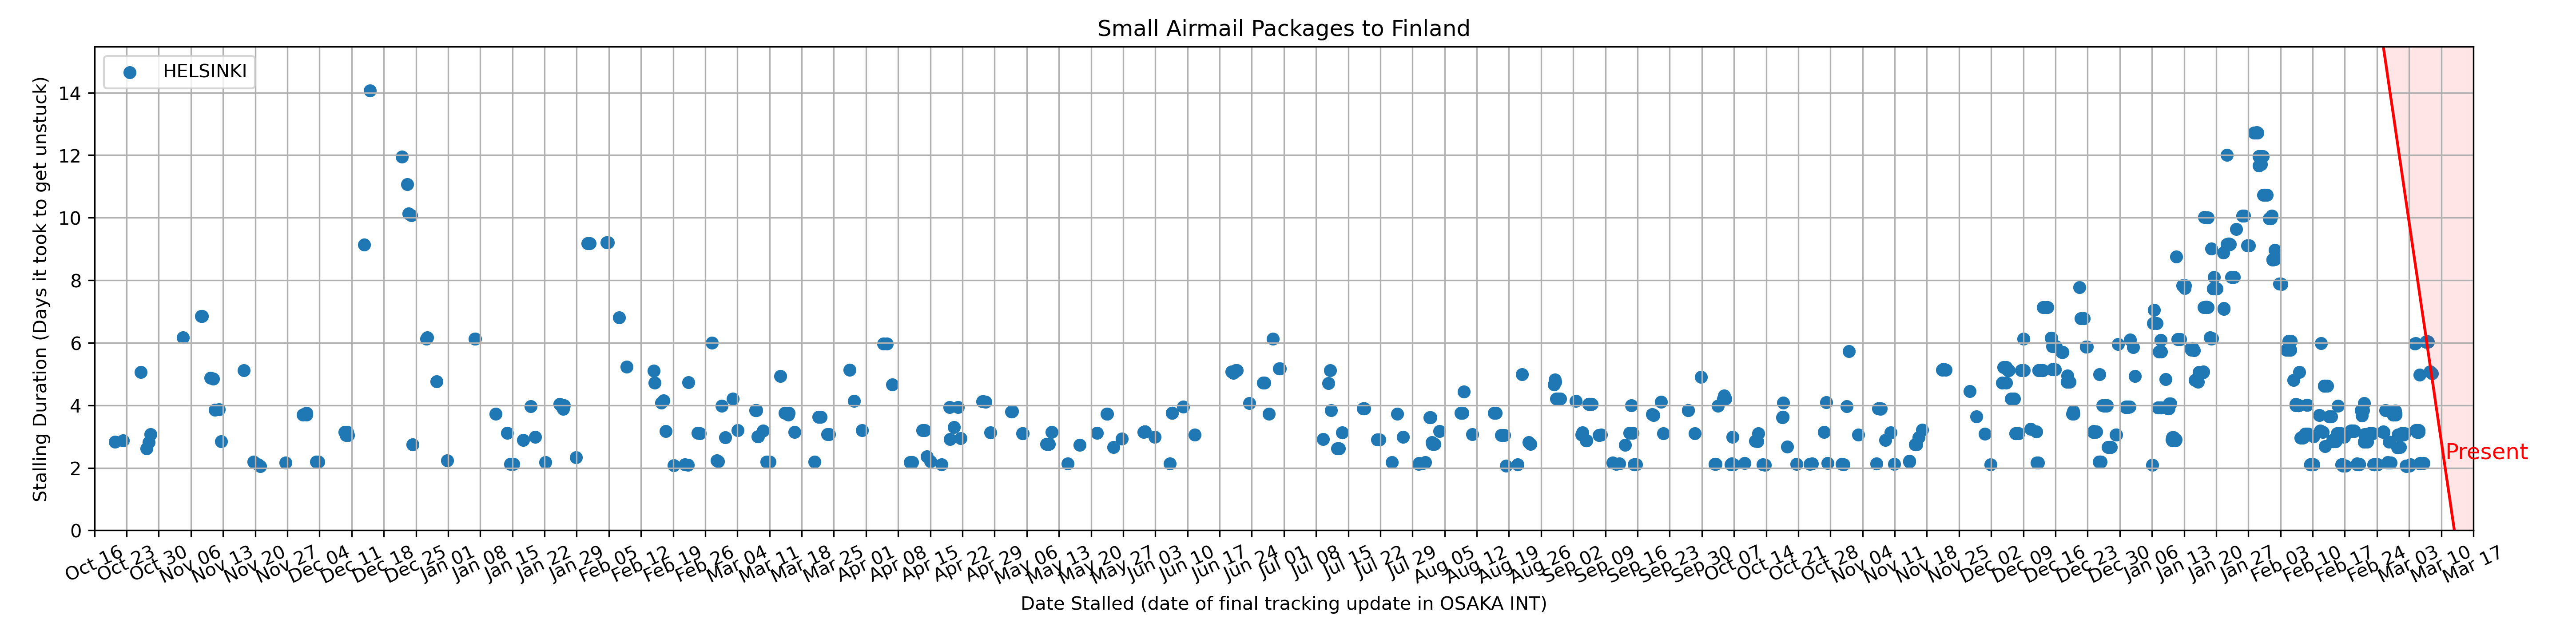 Small Airmail Packages to Finland
HELSINKI
Stalling Duration (Days it took to get unstuck)
14
12
10
8
6
4
2
0
Present
Oct 16 Oct 23 Oct 30 Nov 06 Nov 13 Nov 20 Nov 27 Dec 04 Dec 11 Dec 18 Dec 25 Jan 01 Jan 08 Jan 15 Jan 22 Jan 29 Feb 05 Feb 12 Feb 19 Feb 26 Mar 04 Mar 11 Mar 18 Mar 25 Apr 01 Apr 08 Apr 15 Apr 22 Apr 29 May 06 May 13 May 20 May 27 Jun 03 Jun 10 Jun 17 Jun 24 Jul 01 Jul 08 Jul 15 Jul 22 Jul 29 Aug 05 Aug 12 Aug 19 Aug 26 Sep 02 Sep 09 Sep 16 Sep 23 Sep 30 Oct 07 Oct 14 Oct 21 Oct 28 Nov 04 Nov 11 Nov 18 Nov 25 Dec 02 Dec 09 Dec 16 Dec 23 Dec 30 Jan 06 Jan 13 Jan 20 Jan 27 Feb 03 Feb 10 Feb 17 Feb 24 Mar 03 Mar 10 Mar 17
Date Stalled (date of final tracking update in OSAKA INT)